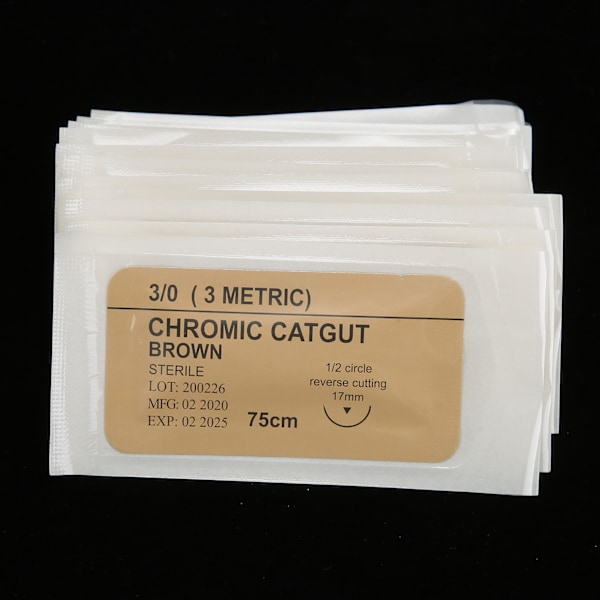 3/0 ( 3 METRIC)
CHROMIC CATGUT
BROWN
STERILE
LOT: 200226
MFG: 02 2020
EXP: 02 2025
75cm
1/2 circle
reverse cutting
17mm